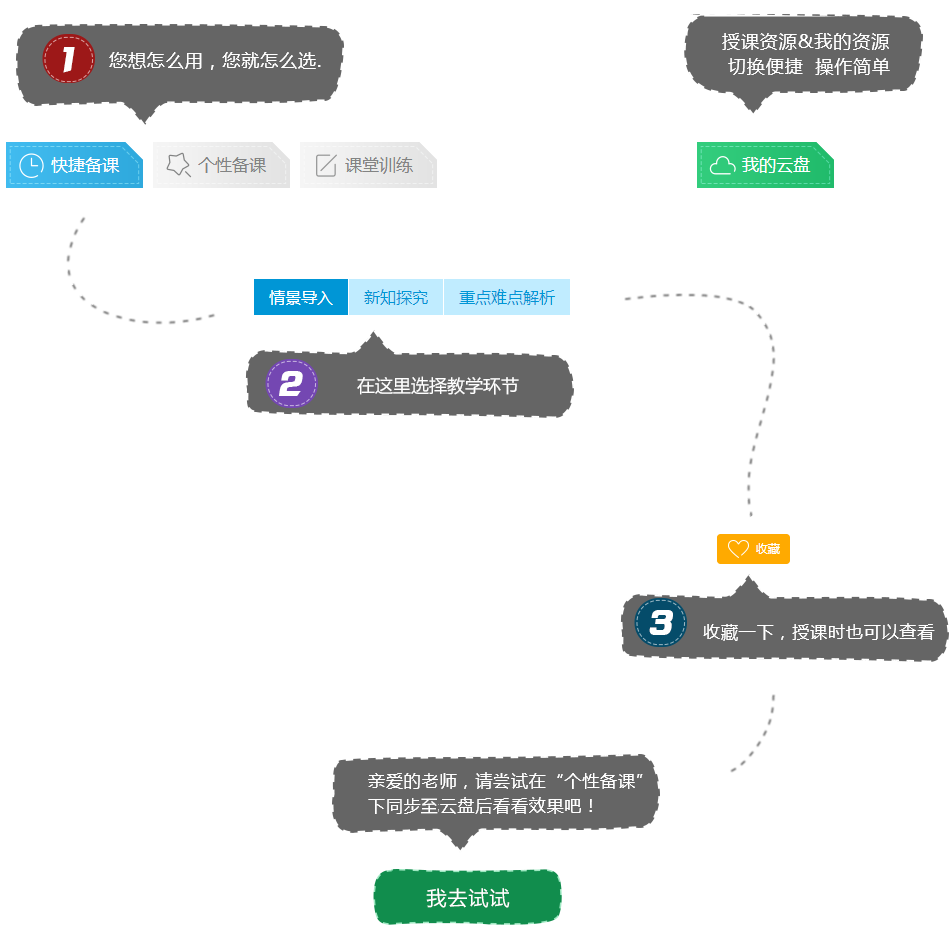 1
您想怎么用，您就怎么选.
授课资源&我的资源
切换便捷 操作简单
快捷备课
个性备课
课堂训练
我的云盘
情景导入
新知探究
重点难点解析
2
在这里选择教学环节
收藏
3
收藏一下，授课时也可以查看
亲爱的老师，请尝试在“个性备课”
下同步至云盘后看看效果吧！
我去试试